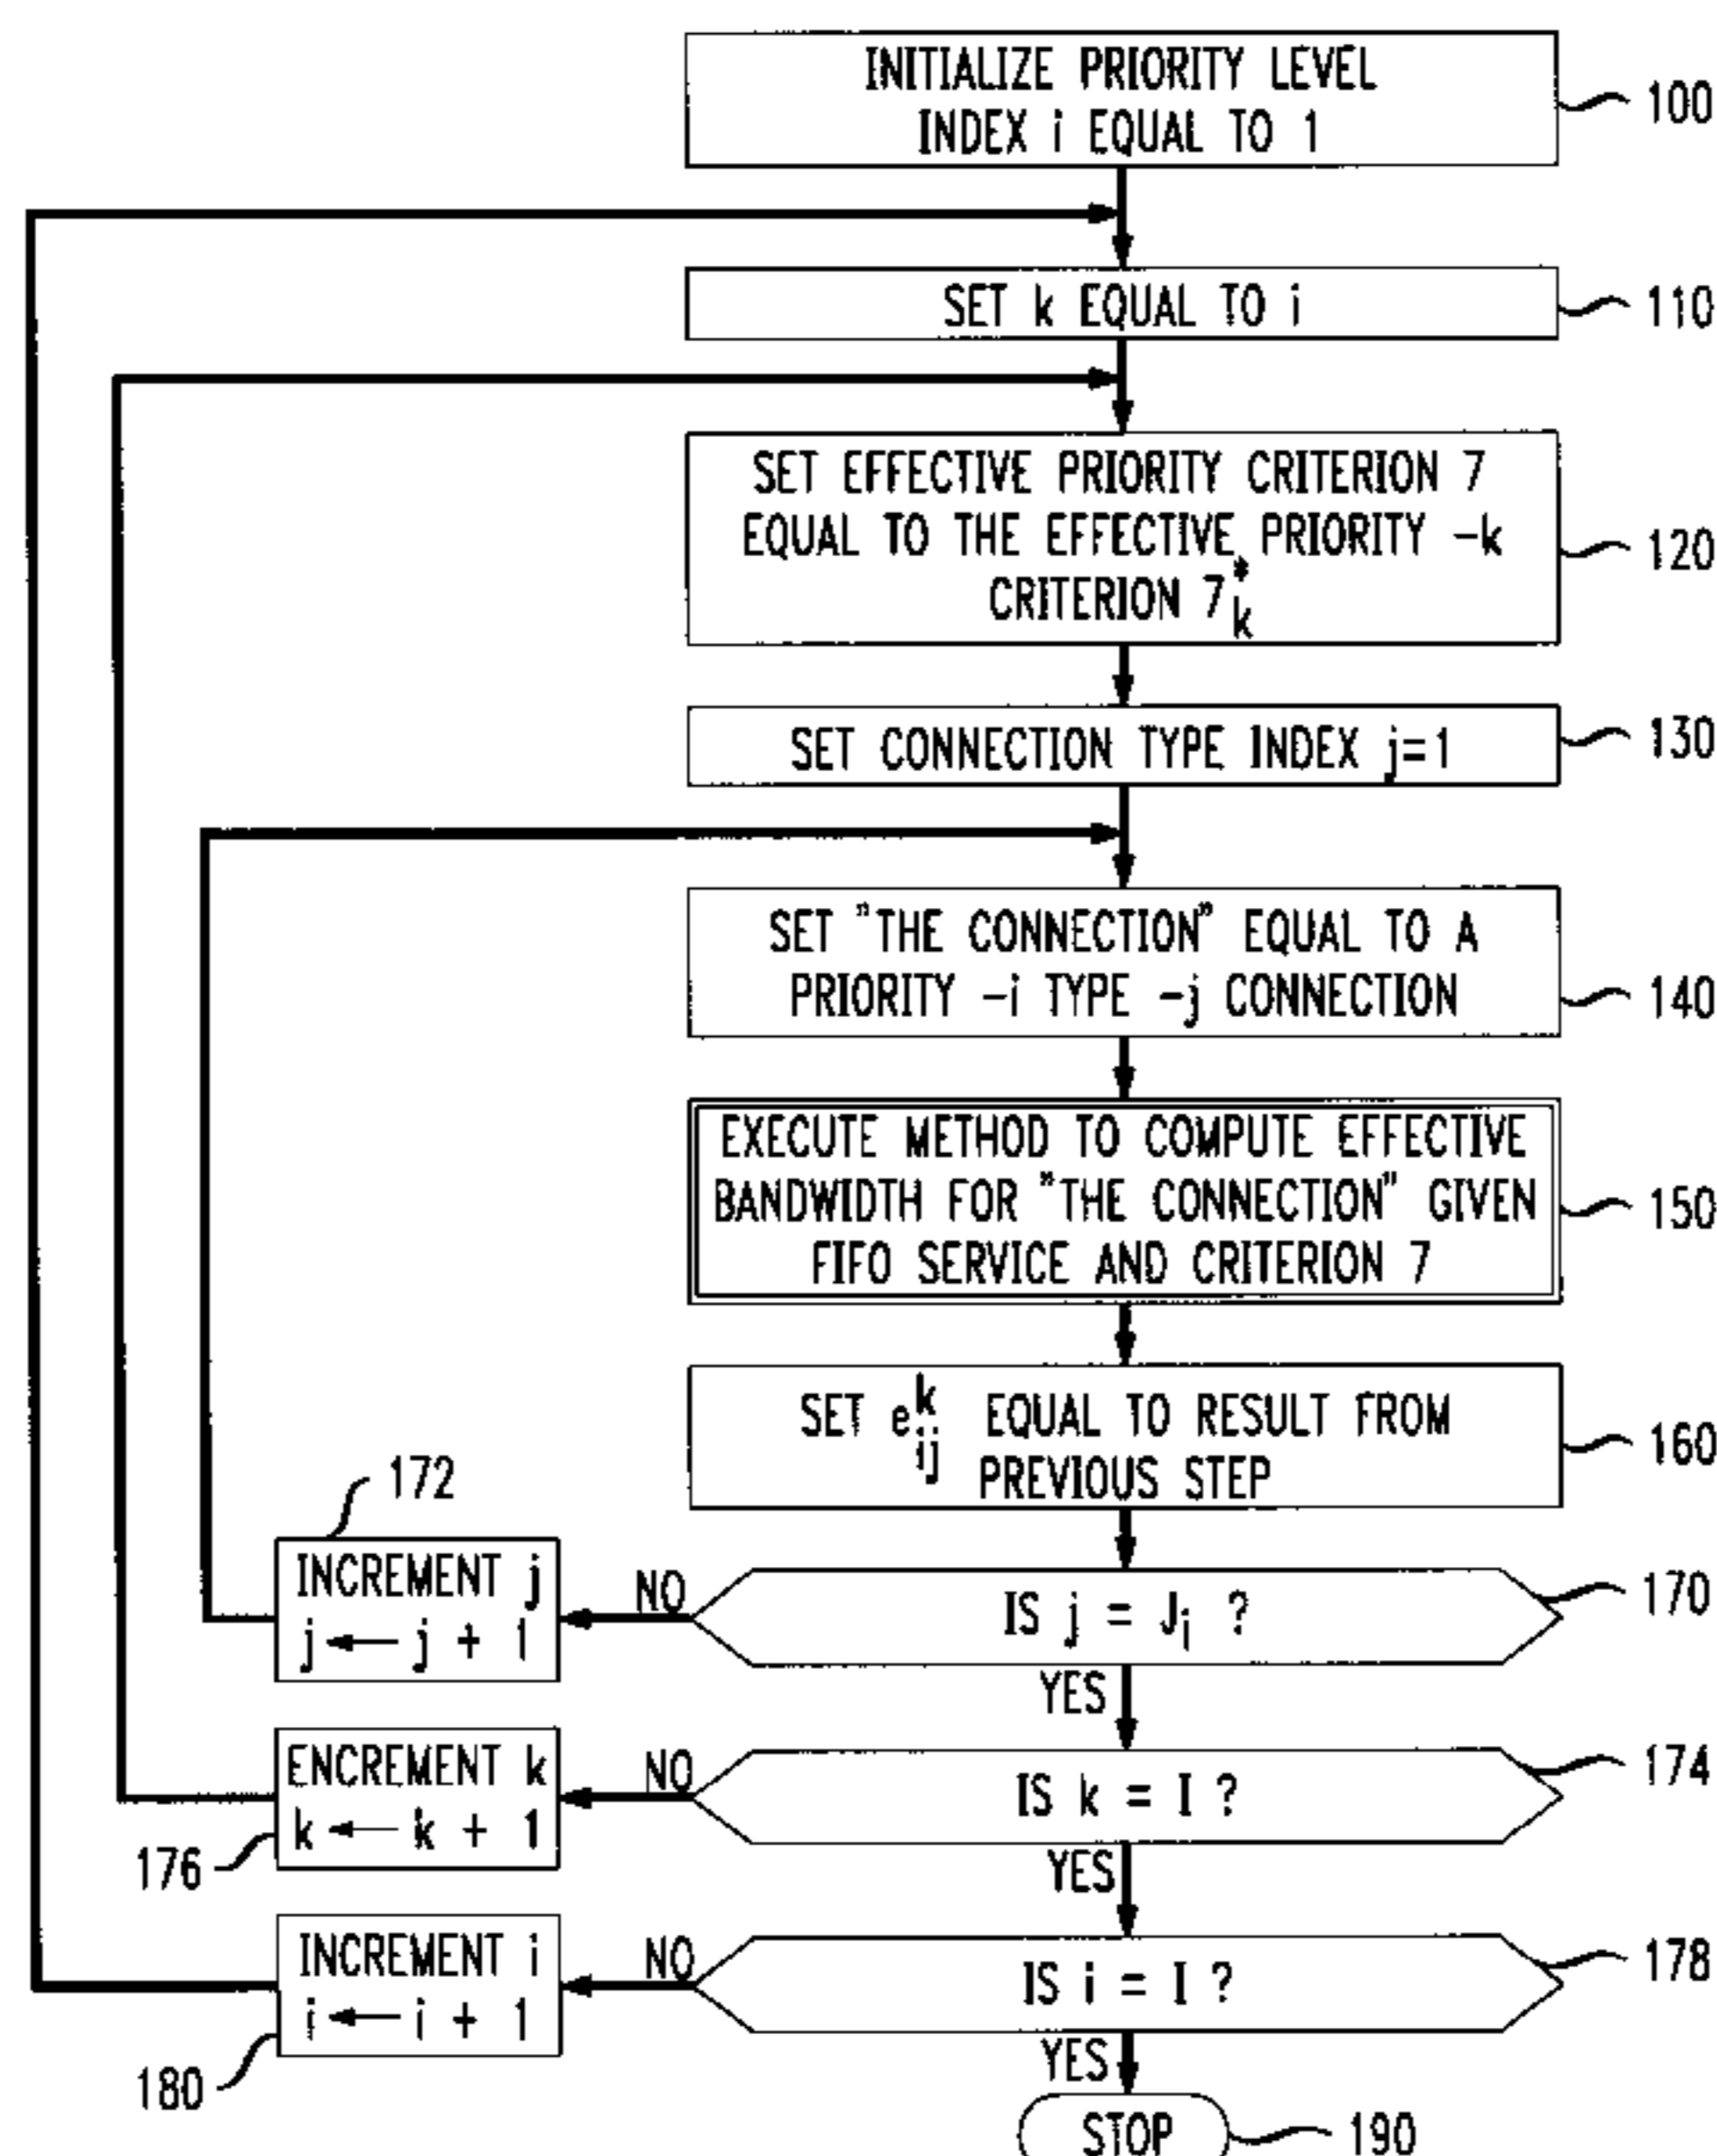 INITIALIZE PRIORITY LEVEL
INDEX i EQUAL TO 1
100
SET k EQUAL TO i
110
SET EFFECTIVE PRIORITY CRITERION 7
EQUAL TO THE EFFECTIVE PRIORITY -k
CRITERION 7*k
120
SET CONNECTION TYPE INDEX j=1
130
SET "THE CONNECTION" EQUAL TO A
PRIORITY -i TYPE -j CONNECTION
140
EXECUTE METHOD TO COMPUTE EFFECTIVE
BANDWIDTH FOR "THE CONNECTION" GIVEN
FIFO SERVICE AND CRITERION 7
150
SET e^k_ij EQUAL TO RESULT FROM
PREVIOUS STEP
160
172
INCREMENT j
j ← j + 1
NO
IS j = Ji ?
170
YES
ENCREMENT k
k ← k + 1
176
NO
IS k = I ?
174
YES
INCREMENT i
i ← i + 1
180
NO
IS i = I ?
178
YES
STOP
190